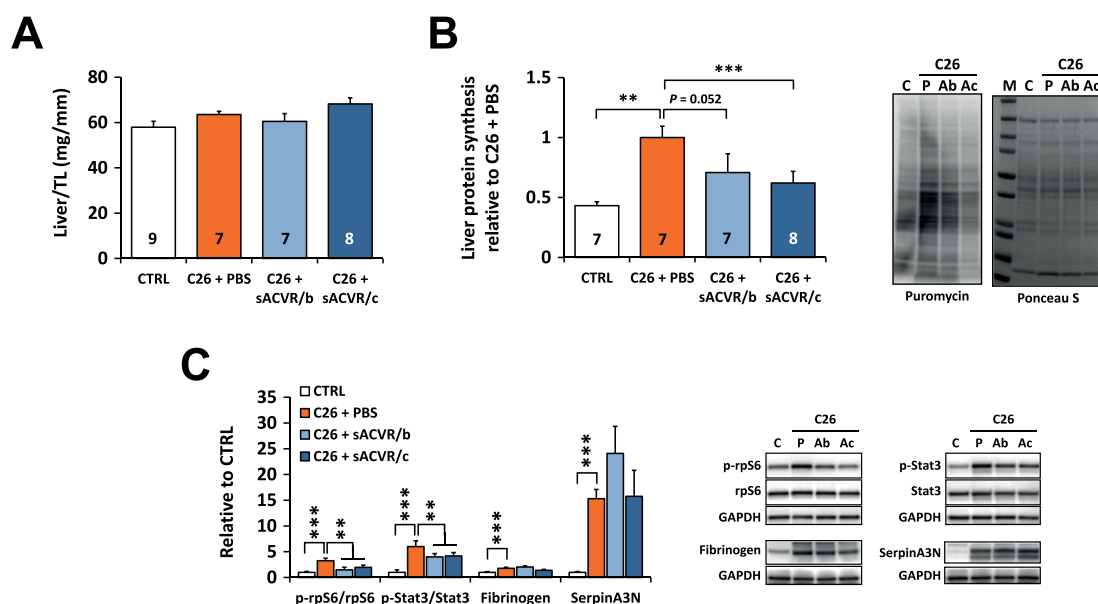 A
Liver/TL (mg/mm)
80
60
40
20
0
9
7
7
8
CTRL
C26 + PBS
C26 +
sACVR/b
C26 +
sACVR/c
B
Liver protein synthesis
relative to C26 + PBS
1.5
1
0.5
0
**
***
P = 0.052
7
7
7
8
CTRL
C26 + PBS
C26 +
sACVR/b
C26 +
sACVR/c
C26
C P Ab Ac
Puromycin
C26
M C P Ab Ac
Ponceau S
C
Relative to CTRL
35
30
25
20
15
10
5
0
CTRL
C26 + PBS
C26 + sACVR/b
C26 + sACVR/c
***
**
***
**
***
***
p-rpS6/rpS6
p-Stat3/Stat3
Fibrinogen
SerpinA3N
C26
C P Ab Ac
p-rpS6
rpS6
GAPDH
Fibrinogen
GAPDH
C26
C P Ab Ac
p-Stat3
Stat3
GAPDH
SerpinA3N
GAPDH